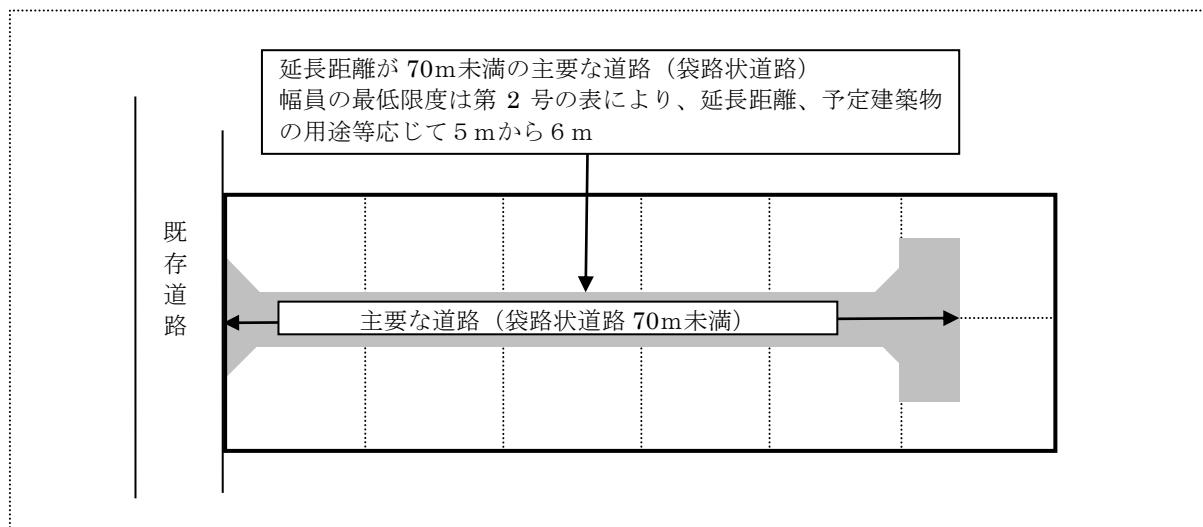 延長距離が 70ｍ未満の主要な道路（袋路状道路）
幅員の最低限度は第 2 号の表により、延長距離、予定建築物
の用途等応じて５ｍから６ｍ
既存道路
主要な道路（袋路状道路 70ｍ未満）